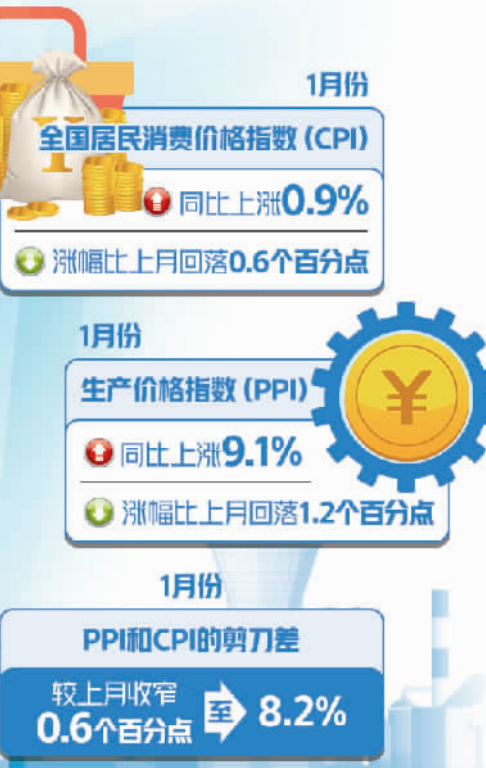 1月份
全国居民消费价格指数(CPI)
同比上涨0.9%
涨幅比上月回落0.6个百分点
1月份
生产价格指数(PPI)
¥
同比上涨9.1%
涨幅比上月回落1.2个百分点
1月份
PPI和CPI的剪刀差
较上月收窄
0.6个百分点
至
8.2%